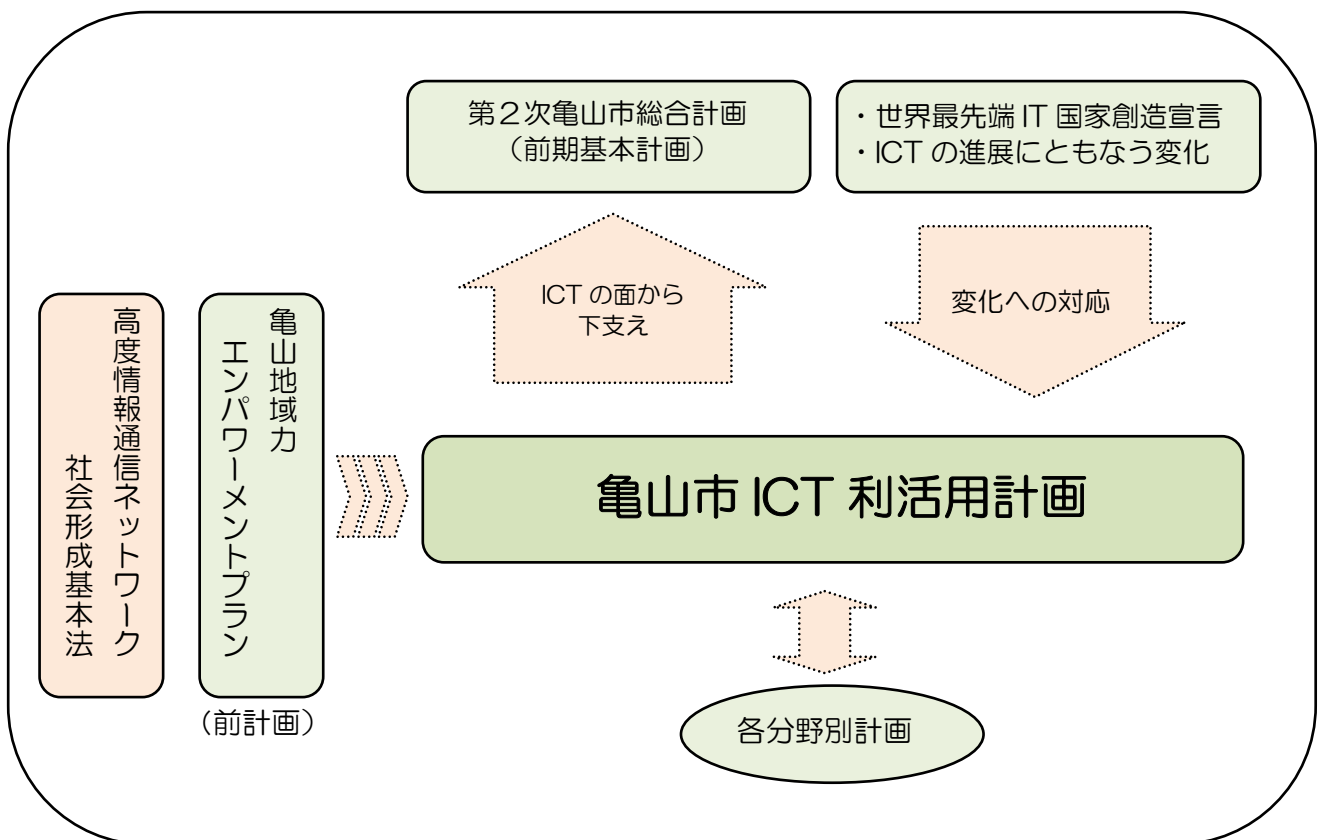 第２次亀山市総合計画
（前期基本計画）
・世界最先端 IT 国家創造宣言
・ICT の進展にともなう変化
ICT の面から
下支え
変化への対応
高度情報通信ネットワーク
社会形成基本法
亀山地域力
エンパワーメントプラン
（前計画）
亀山市 ICT 利活用計画
各分野別計画